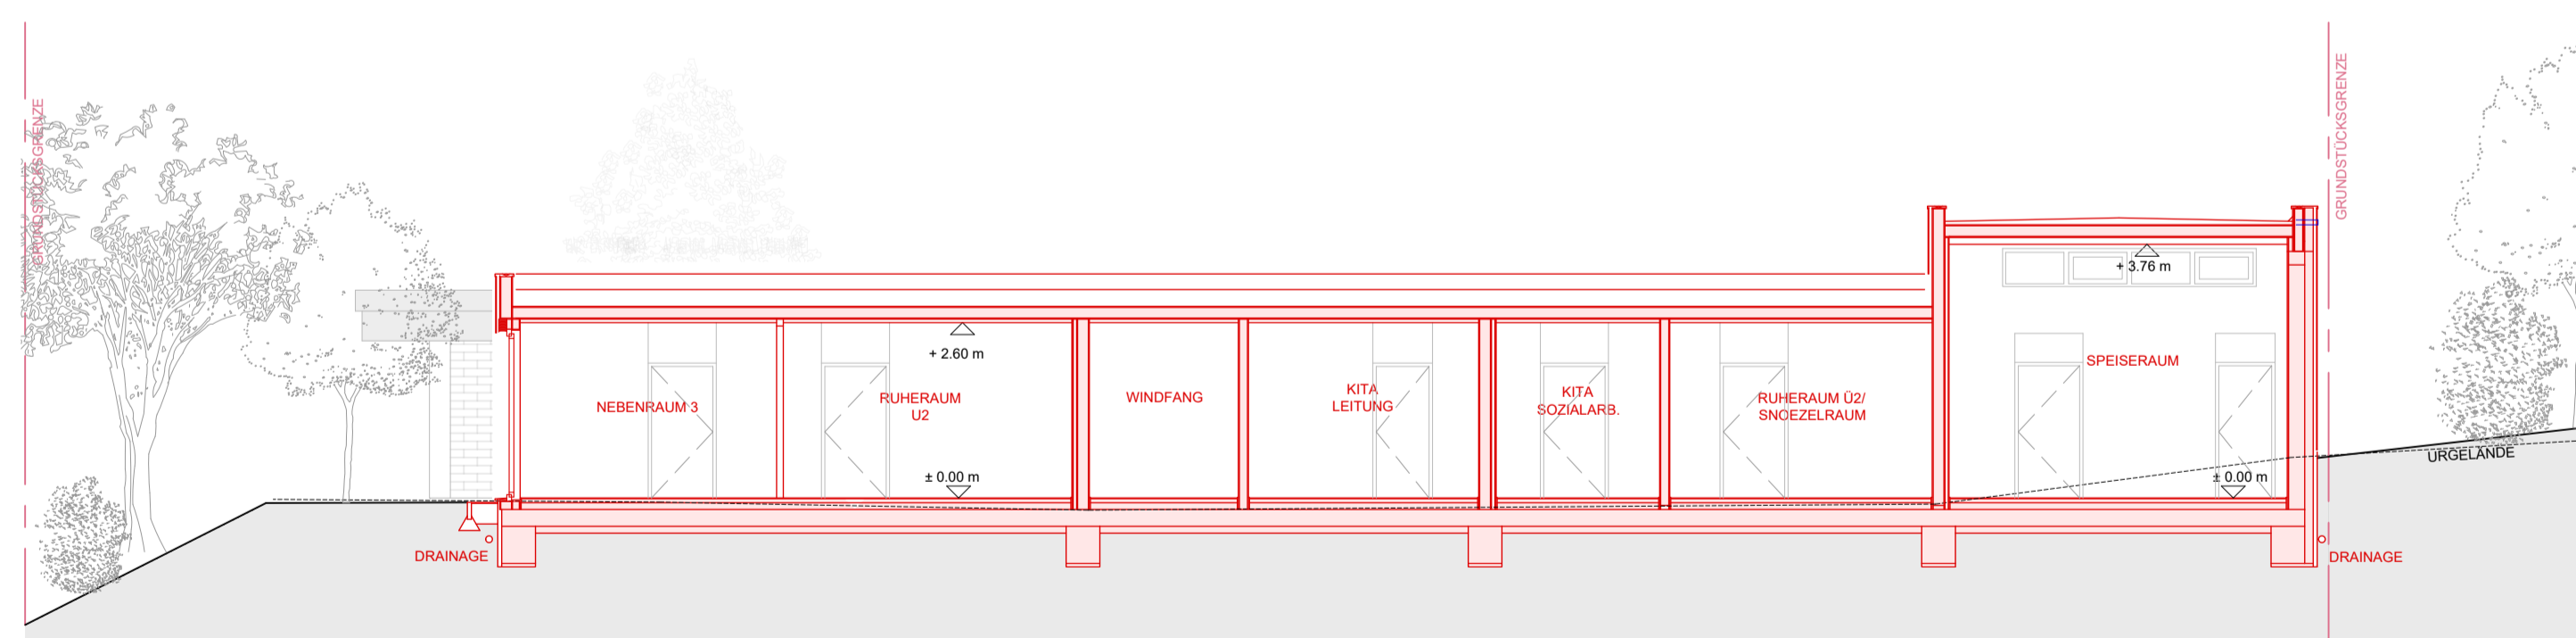 GRUNDSTÜCKSGRENZE
GRUNDSTÜCKSGRENZE
+ 3.76 m
+ 2.60 m
SPEISERAUM
NEBENRAUM 3
RUHERAUM
U2
WINDFANG
KITA
LEITUNG
KITA
SOZIALARB.
RUHERAUM Ü2/
SNOEZELRAUM
± 0.00 m
± 0.00 m
URGELÄNDE
DRAINAGE
DRAINAGE